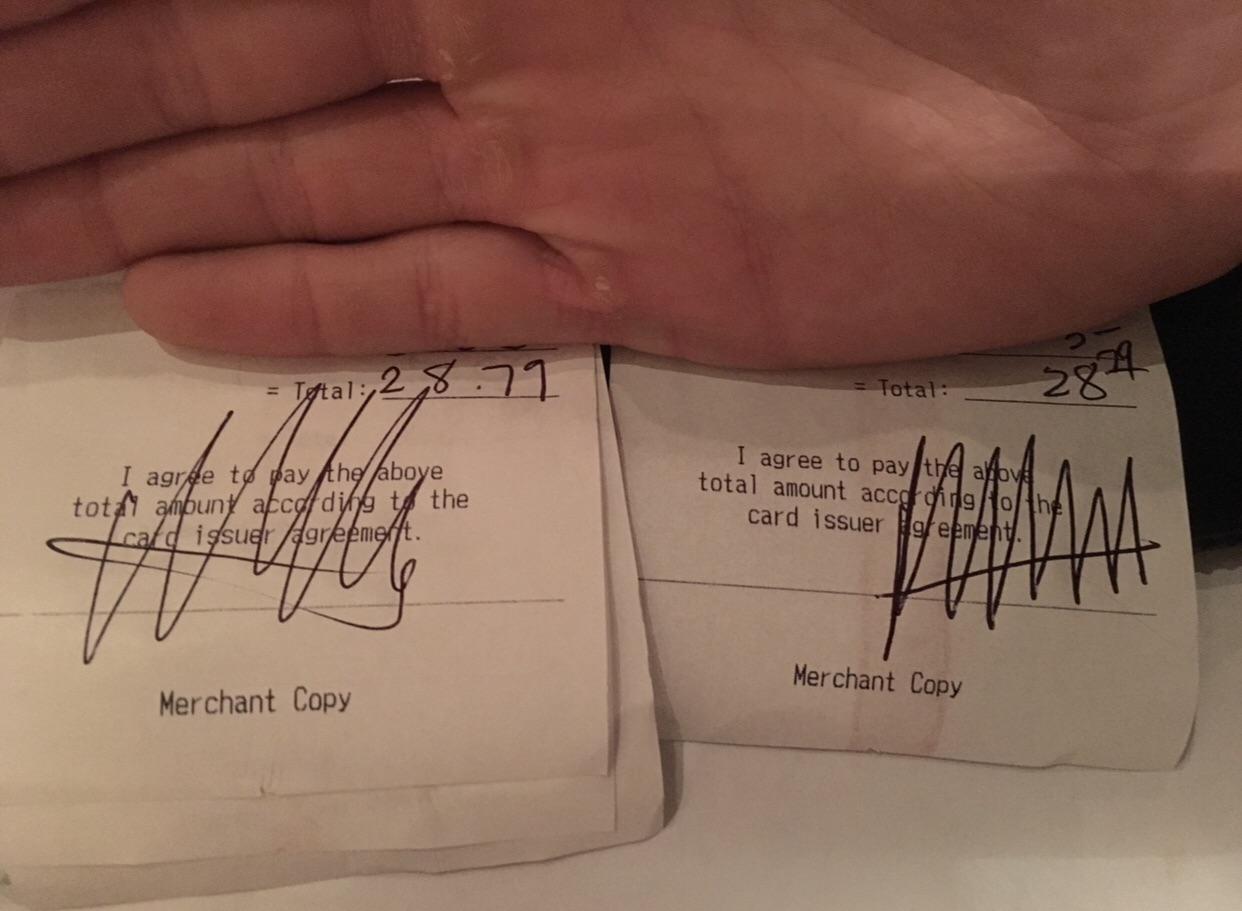 = Total: 28.79
I agree to pay the above
total amount according to the
card issuer agreement.
Merchant Copy
= Total: 28 79
I agree to pay the above
total amount according to the
card issuer agreement.
Merchant Copy